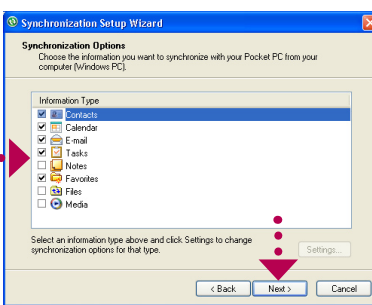 Synchronization Setup Wizard
Synchronization Options
Choose the information you want to synchronize with your Pocket PC from your
computer (Windows PC).
Information Type
Contacts
Calendar
E-mail
Tasks
Notes
Favorites
Files
Media
Select an information type above and click Settings to change
synchronization options for that type.
Settings...
< Back
Next >
Cancel